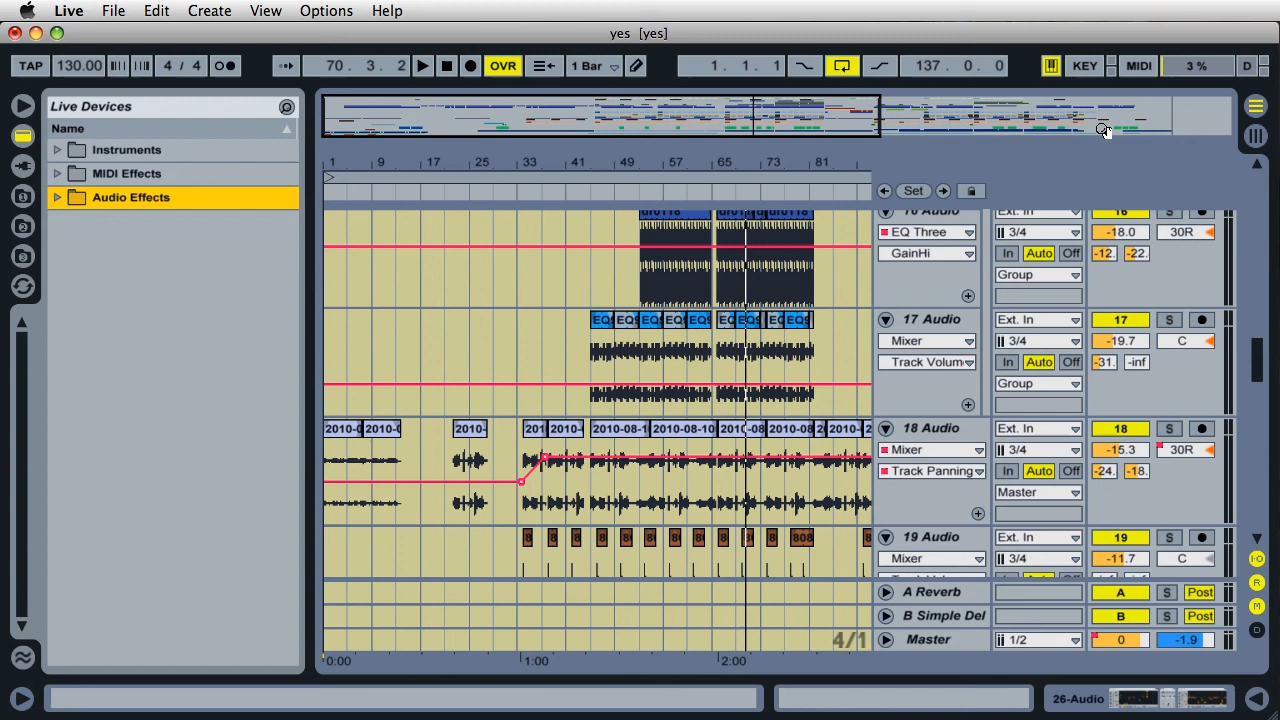 Live File Edit Create View Options Help
yes [yes]
TAP 130.00 4 / 4 70. 3. 2 OVR 1 Bar 1. 1. 1 137. 0. 0 KEY MIDI 3 % D
Live Devices
Name
Instruments
MIDI Effects
Audio Effects
1 9 17 25 33 41 49 57 65 73 81
Set
16 Audio Ext. In 16 S
EQ Three 3/4 -18.0 30R
GainHi In Auto Off -12. -22.
Group
17 Audio Ext. In 17 S
Mixer 3/4 -19.7 C
Track Volum In Auto Off -31. -inf
Group
2010-0 2010-0 2010- 201 2010- 2010-08-1 2010-08-10 2010-08 2010-08 2010-
18 Audio Ext. In 18 S
Mixer 3/4 -15.3 30R
Track Panning In Auto Off -24. -18.
Master
808
19 Audio Ext. In 19 S
Mixer 3/4 -11.7 C
A Reverb A S Post
B Simple Del B S Post
4/1
Master 1/2 0 -1.9
0:00 1:00 2:00
26-Audio